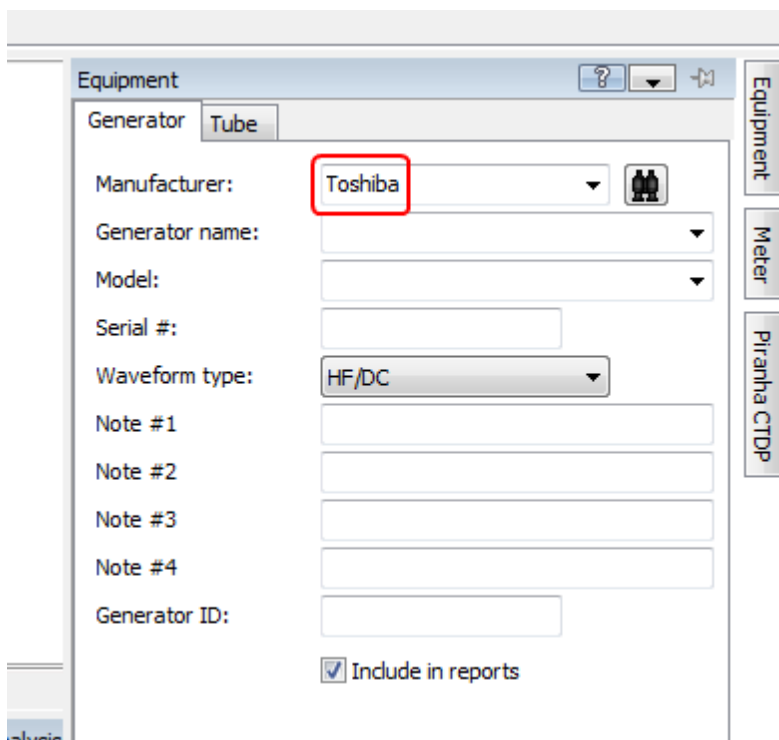 Equipment
?
Generator Tube
Manufacturer: Toshiba
Generator name:
Model:
Serial #:
Waveform type: HF/DC
Note #1
Note #2
Note #3
Note #4
Generator ID:
Include in reports
Equipment
Meter
Piranha CTDP